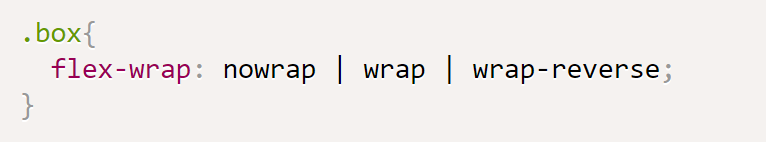 .box{
  flex-wrap: nowrap | wrap | wrap-reverse;
}